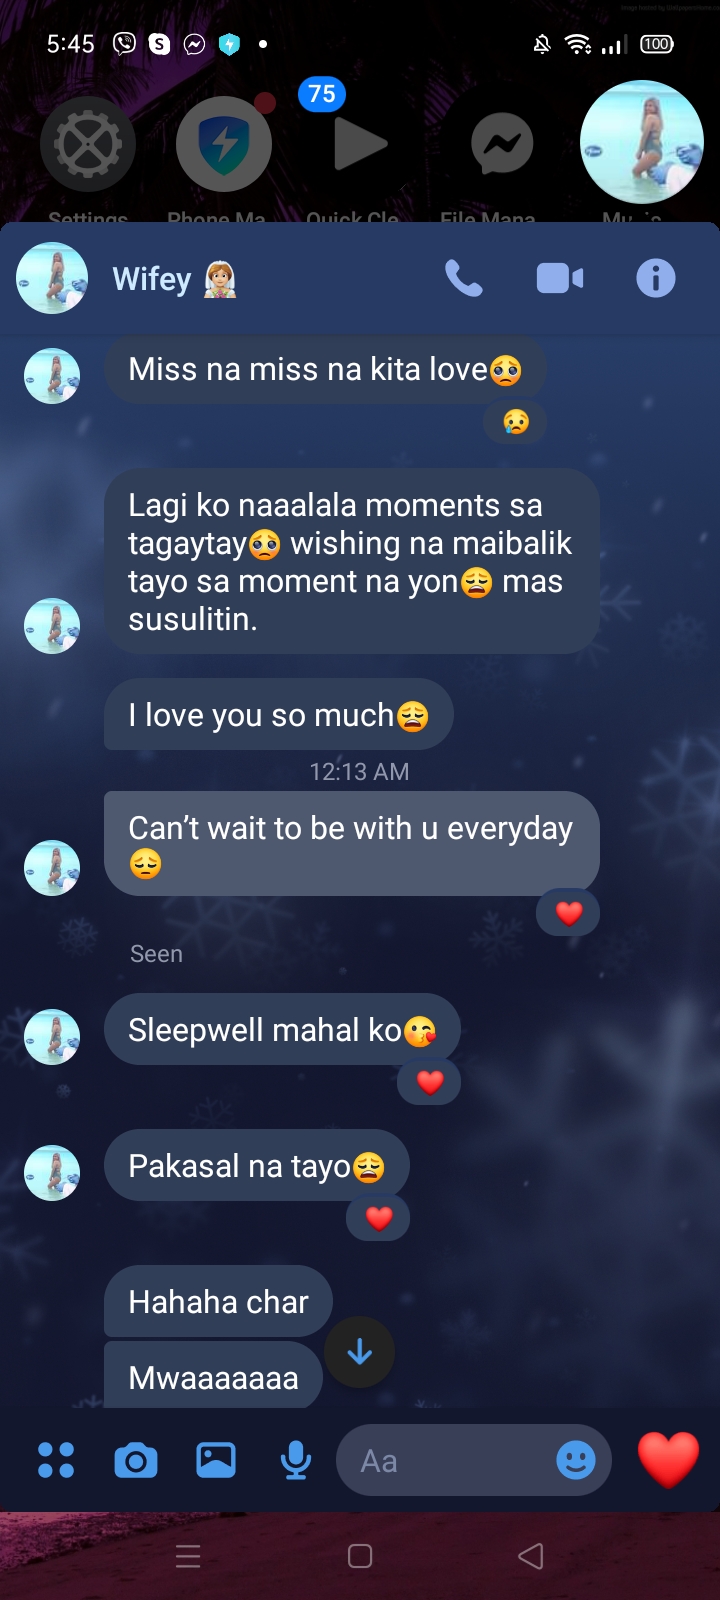 5:45
100
75
Settings
Phone Ma
Quick Cle
File Mana
Wifey 👰
Miss na miss na kita love🥺
😢
Lagi ko naaalala moments sa
tagaytay🥺 wishing na maibalik
tayo sa moment na yon😩 mas
susulitin.
I love you so much😩
12:13 AM
Can’t wait to be with u everyday
😔
❤️
Seen
Sleepwell mahal ko😘
❤️
Pakasal na tayo😩
❤️
Hahaha char
Mwaaaaaaa
Aa